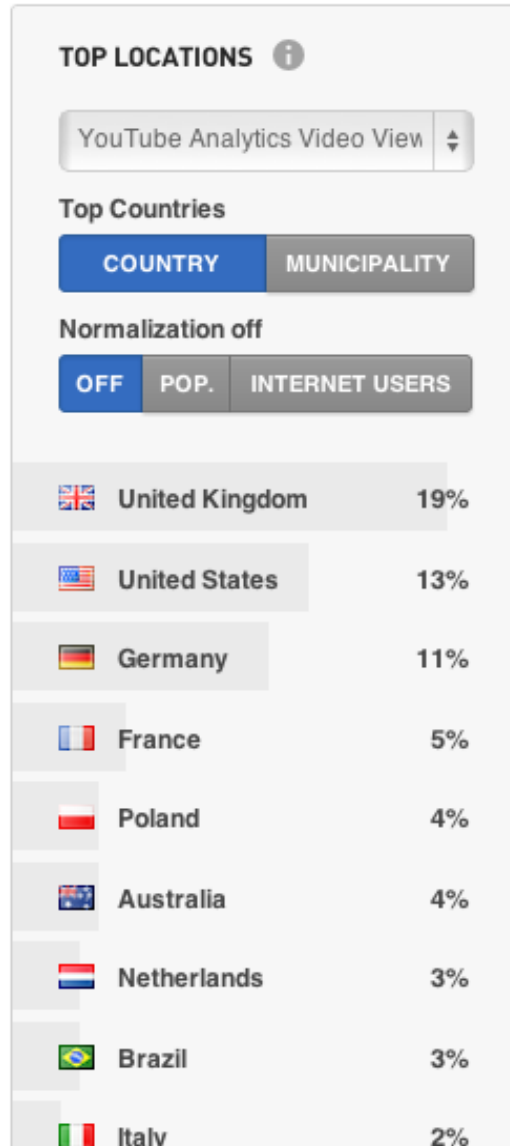 TOP LOCATIONS
YouTube Analytics Video View
Top Countries
COUNTRY MUNICIPALITY
Normalization off
OFF POP. INTERNET USERS
United Kingdom 19%
United States 13%
Germany 11%
France 5%
Poland 4%
Australia 4%
Netherlands 3%
Brazil 3%
Italy 2%